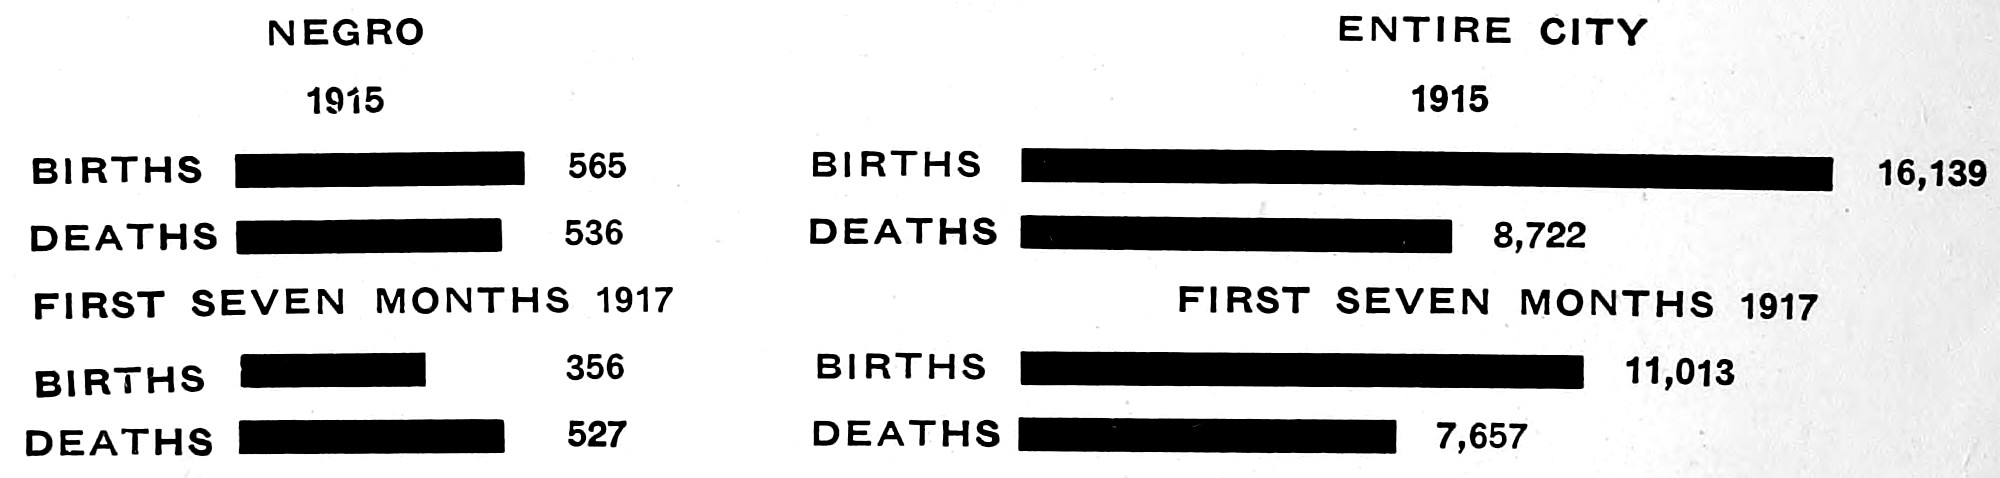 NEGRO
1915
BIRTHS 565
DEATHS 536
FIRST SEVEN MONTHS 1917
BIRTHS 356
DEATHS 527
ENTIRE CITY
1915
BIRTHS 16,139
DEATHS 8,722
FIRST SEVEN MONTHS 1917
BIRTHS 11,013
DEATHS 7,657